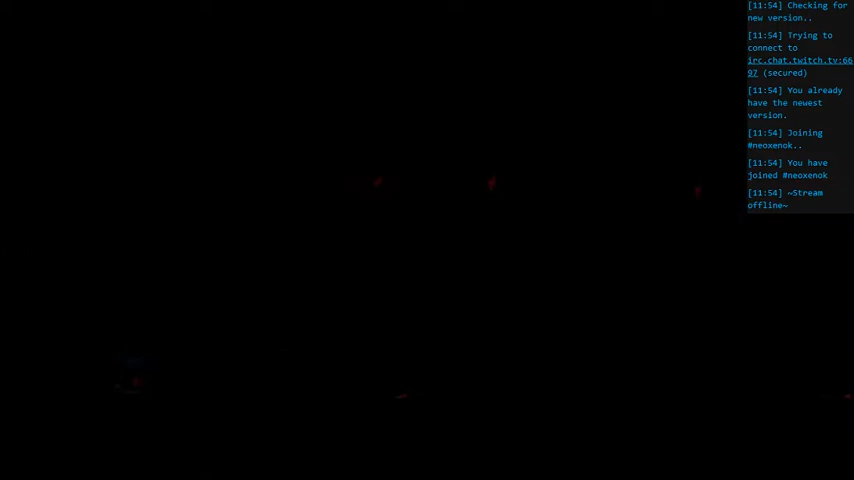 [11:54] Checking for
new version..
[11:54] Trying to
connect to
irc.chat.twitch.tv:66
97 (secured)
[11:54] You already
have the newest
version.
[11:54] Joining
#neoxenok..
[11:54] You have
joined #neoxenok
[11:54] ~Stream
offline~